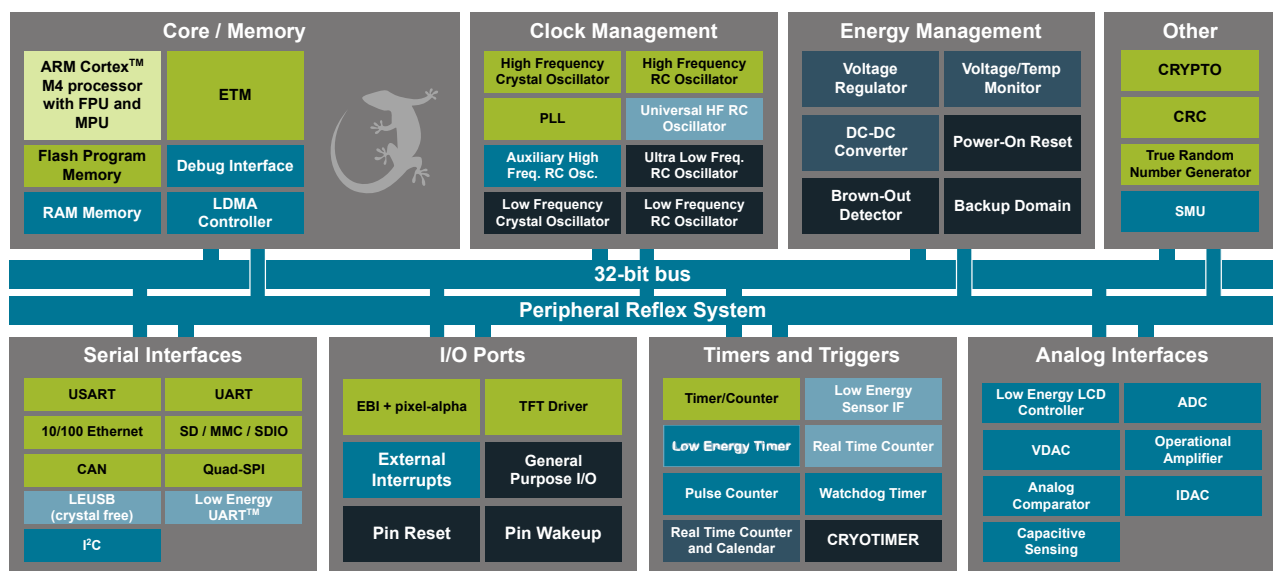 Core / Memory
ARM Cortex™
M4 processor
with FPU and
MPU
ETM
Flash Program
Memory
Debug Interface
RAM Memory
LDMA
Controller
Clock Management
High Frequency
Crystal Oscillator
High Frequency
RC Oscillator
PLL
Universal HF RC
Oscillator
Auxiliary High
Freq. RC Osc.
Ultra Low Freq.
RC Oscillator
Low Frequency
Crystal Oscillator
Low Frequency
RC Oscillator
Energy Management
Voltage
Regulator
Voltage/Temp
Monitor
DC-DC
Converter
Power-On Reset
Brown-Out
Detector
Backup Domain
Other
CRYPTO
CRC
True Random
Number Generator
SMU
32-bit bus
Peripheral Reflex System
Serial Interfaces
USART
UART
10/100 Ethernet
SD / MMC / SDIO
CAN
Quad-SPI
LEUSB
(crystal free)
Low Energy
UART™
I²C
I/O Ports
EBI + pixel-alpha
TFT Driver
External
Interrupts
General
Purpose I/O
Pin Reset
Pin Wakeup
Timers and Triggers
Timer/Counter
Low Energy
Sensor IF
Low Energy Timer
Real Time Counter
Pulse Counter
Watchdog Timer
Real Time Counter
and Calendar
CRYOTIMER
Analog Interfaces
Low Energy LCD
Controller
ADC
VDAC
Operational
Amplifier
Analog
Comparator
IDAC
Capacitive
Sensing